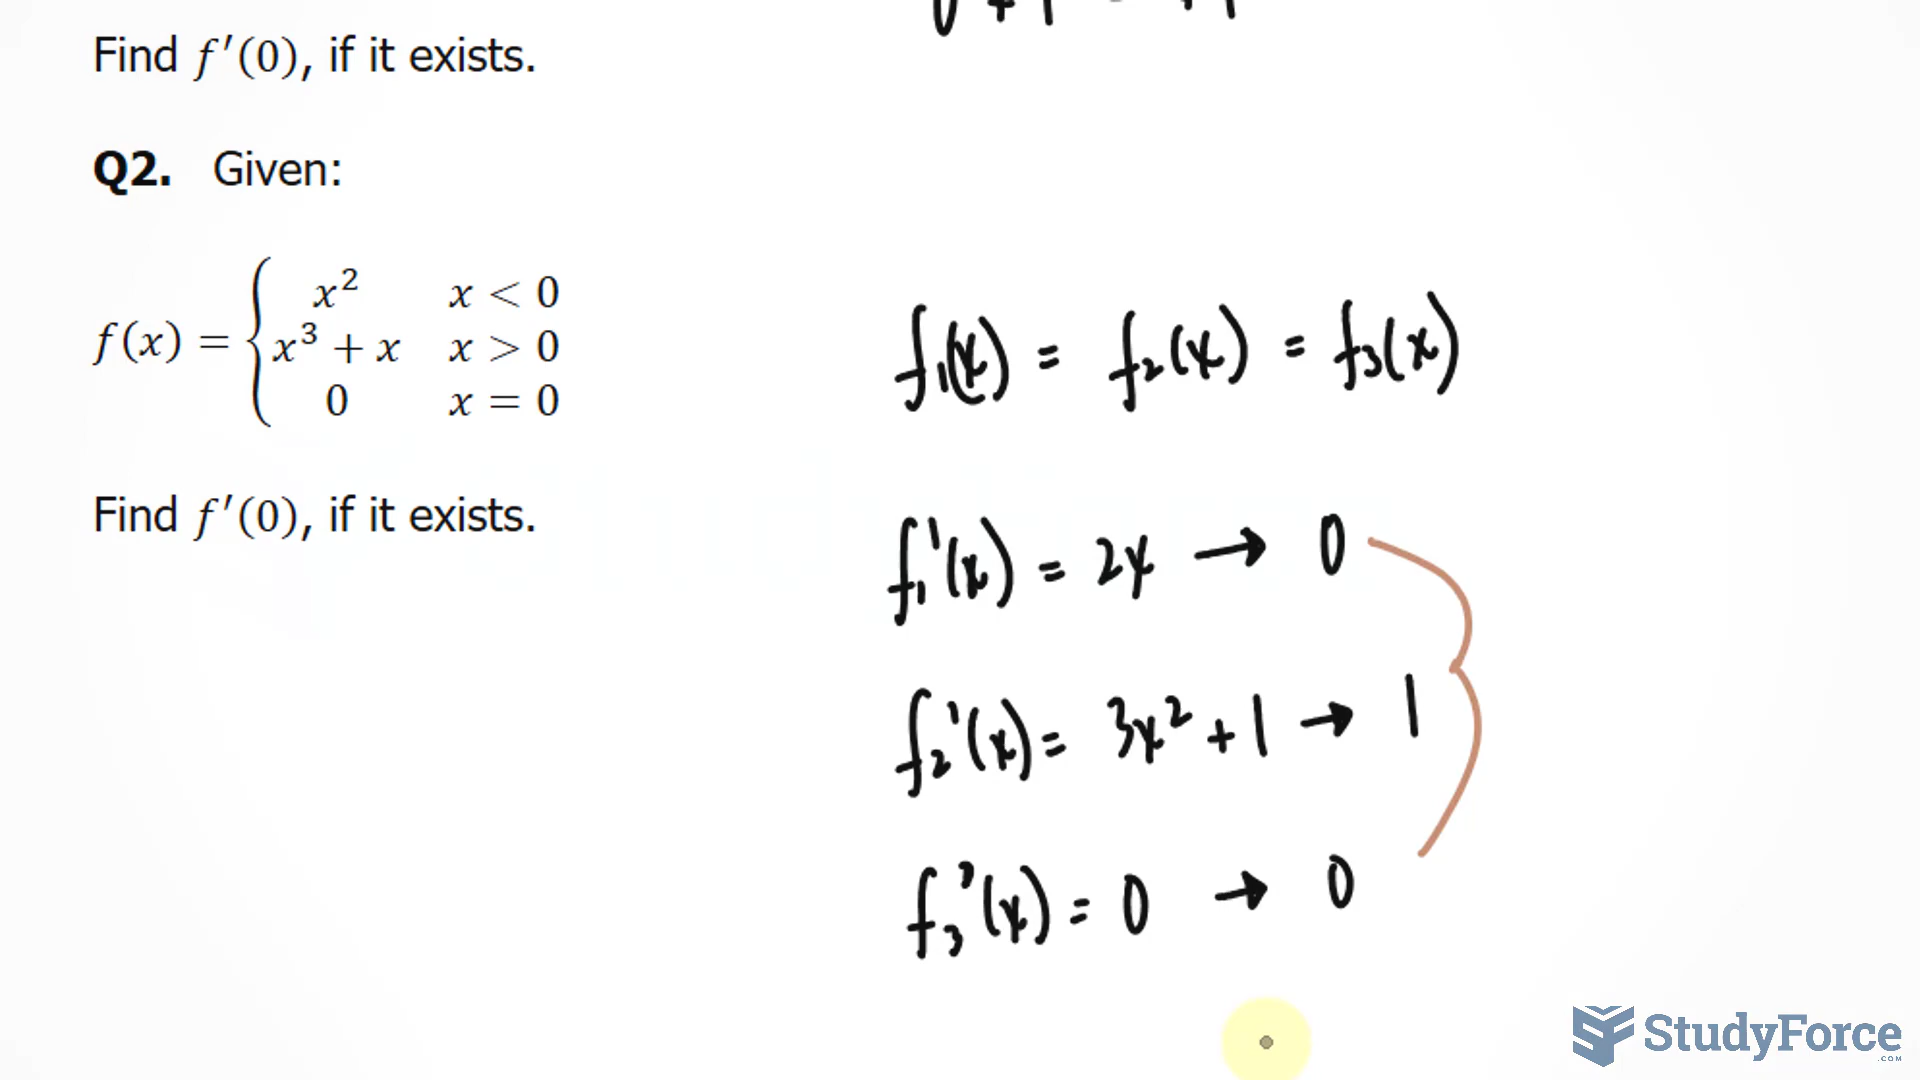 Find f′(0), if it exists.
Q2. Given:
f(x) = { x² x < 0
x³ + x x > 0
0 x = 0
Find f′(0), if it exists.
f₁(x) = f₂(x) = f₃(x)
f₁'(x) = 2x → 0
f₂'(x) = 3x² + 1 → 1
f₃'(x) = 0 → 0
StudyForce
.COM